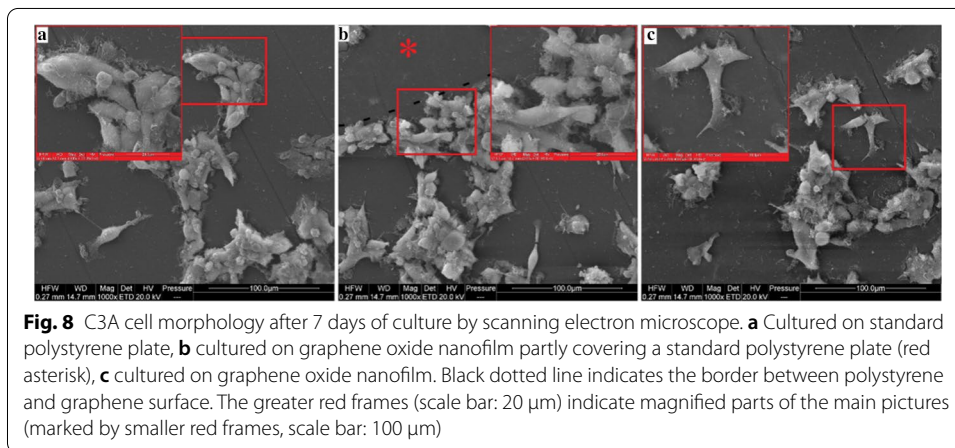 a
b
c
*
HFW WD Mag Det HV Pressure
0.27 mm 14.7 mm 1000x ETD 20.0 kV --- 100.0µm
HFW WD Mag Det HV Pressure
0.27 mm 14.7 mm 1000x ETD 20.0 kV --- 100.0µm
HFW WD Mag Det HV Pressure
0.27 mm 14.7 mm 1000x ETD 20.0 kV --- 100.0µm
Fig. 8 C3A cell morphology after 7 days of culture by scanning electron microscope. a Cultured on standard
polystyrene plate, b cultured on graphene oxide nanofilm partly covering a standard polystyrene plate (red
asterisk), c cultured on graphene oxide nanofilm. Black dotted line indicates the border between polystyrene
and graphene surface. The greater red frames (scale bar: 20 µm) indicate magnified parts of the main pictures
(marked by smaller red frames, scale bar: 100 µm)